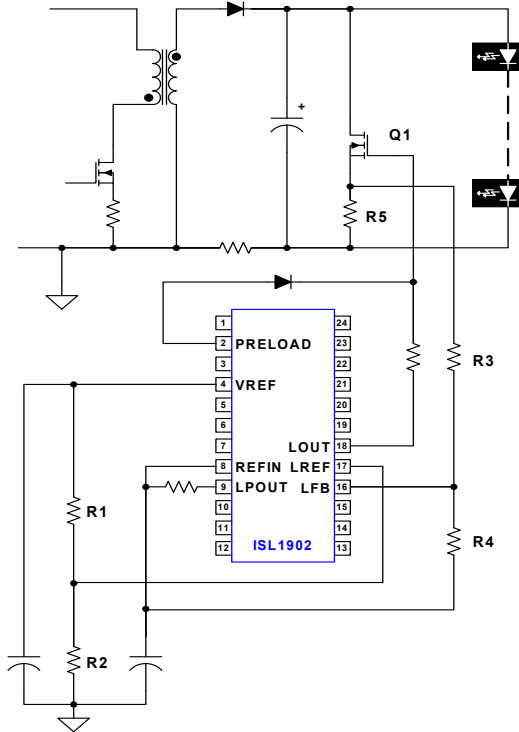 +
Q1
R5
1 24
2 PRELOAD 23
3 22
4 VREF 21
5 20
6 19
7 LOUT 18
8 REFIN LREF 17
9 LPOUT LFB 16
10 15
11 14
12 ISL1902 13
R3
R4
R1
R2